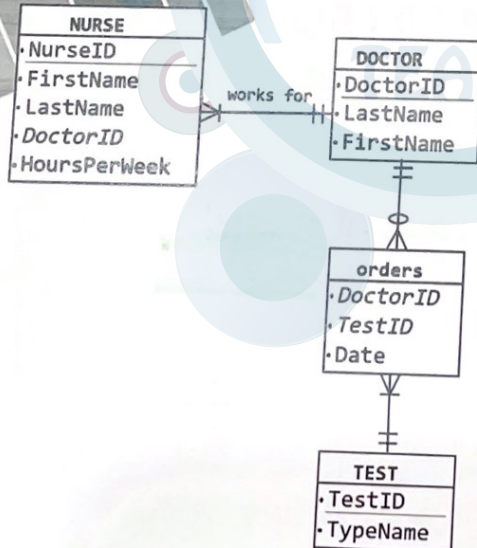 NURSE
·NurseID
·FirstName
·LastName
·DoctorID
·HoursPerWeek
works for
DOCTOR
·DoctorID
·LastName
·FirstName
orders
·DoctorID
·TestID
·Date
TEST
·TestID
·TypeName